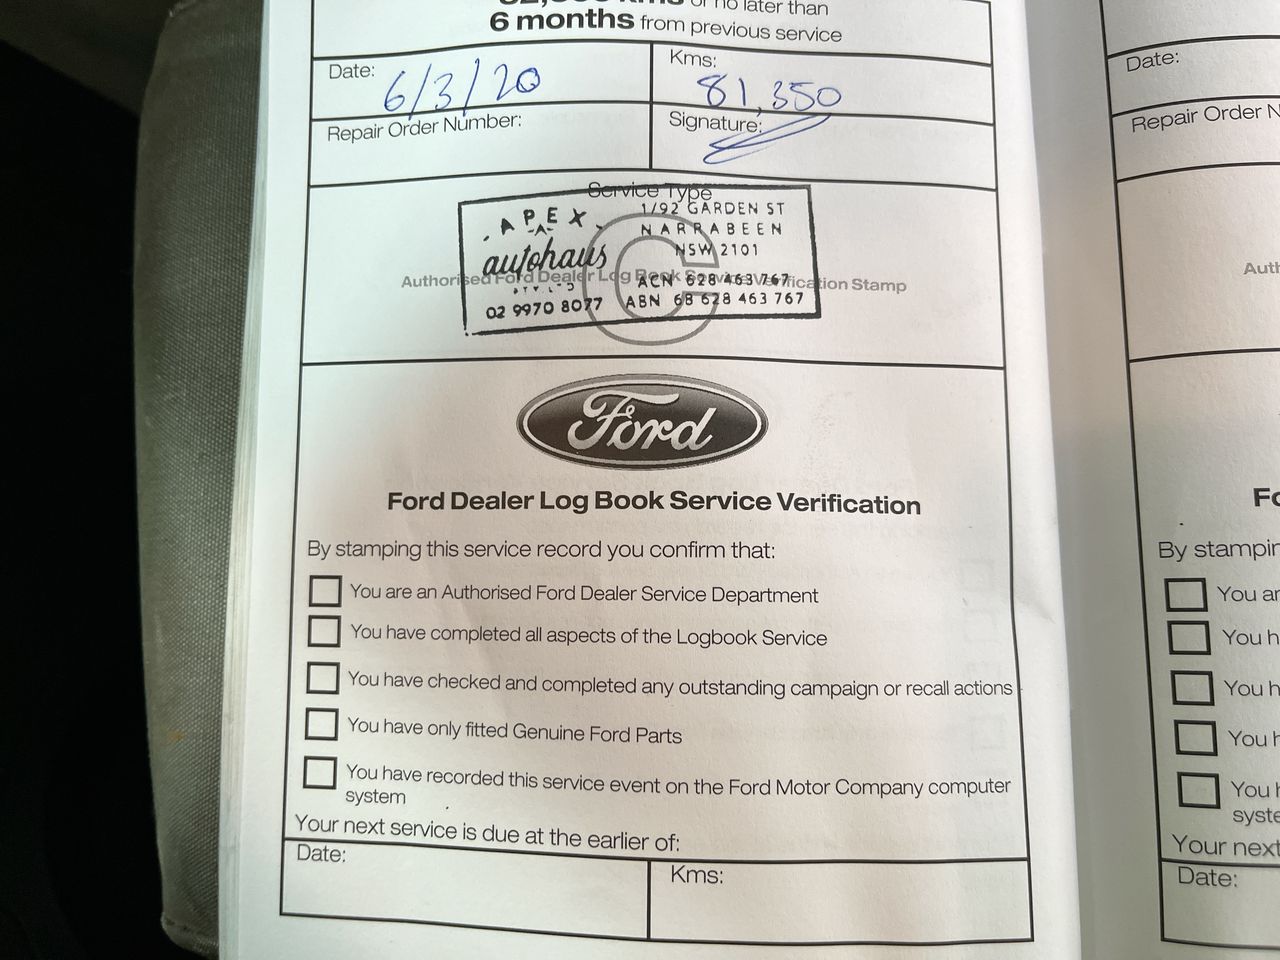 or no later than
6 months from previous service
Date: 6/3/20
Kms: 81,350
Repair Order Number:
Signature:
Service Type
C
Authorised Ford Dealer Log Book Service Verification Stamp
APEX
autohaus
PTY. LTD
02 9970 8077
1/92 GARDEN ST
NARRABEEN
NSW 2101
ACN 628 463 767
ABN 68 628 463 767
Ford
Ford Dealer Log Book Service Verification
By stamping this service record you confirm that:
You are an Authorised Ford Dealer Service Department
You have completed all aspects of the Logbook Service
You have checked and completed any outstanding campaign or recall actions
You have only fitted Genuine Ford Parts
You have recorded this service event on the Ford Motor Company computer
system
Your next service is due at the earlier of:
Date:
Kms:
Date:
Repair Order N
Auth
Fo
By stampin
You ar
You h
You h
You h
You h
syste
Your next
Date: